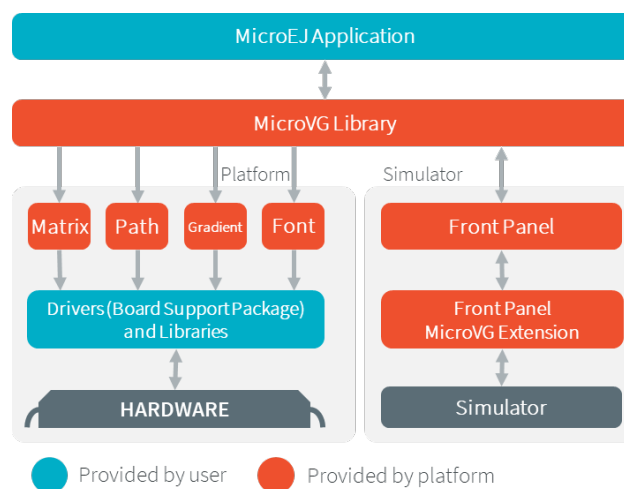 MicroEJ Application
MicroVG Library
Platform
Simulator
Matrix
Path
Gradient
Font
Front Panel
Drivers (Board Support Package)
and Libraries
Front Panel
MicroVG Extension
HARDWARE
Simulator
Provided by user
Provided by platform